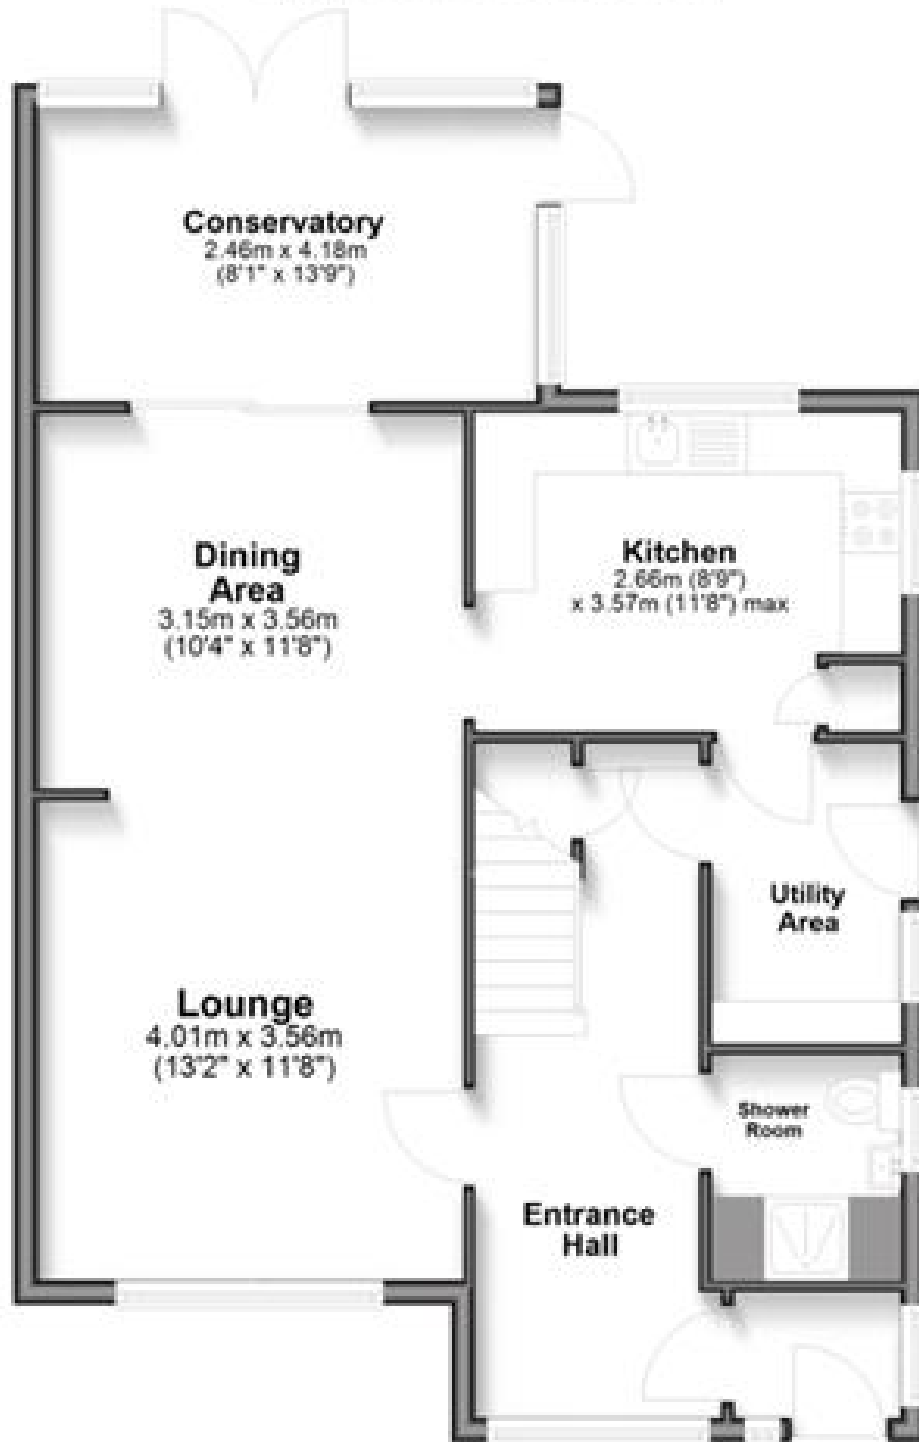 Conservatory
2.46m x 4.18m
(8'1" x 13'9")
Dining
Area
3.15m x 3.56m
(10'4" x 11'8")
Kitchen
2.66m (8'9")
x 3.57m (11'8") max
Utility
Area
Lounge
4.01m x 3.56m
(13'2" x 11'8")
Shower
Room
Entrance
Hall